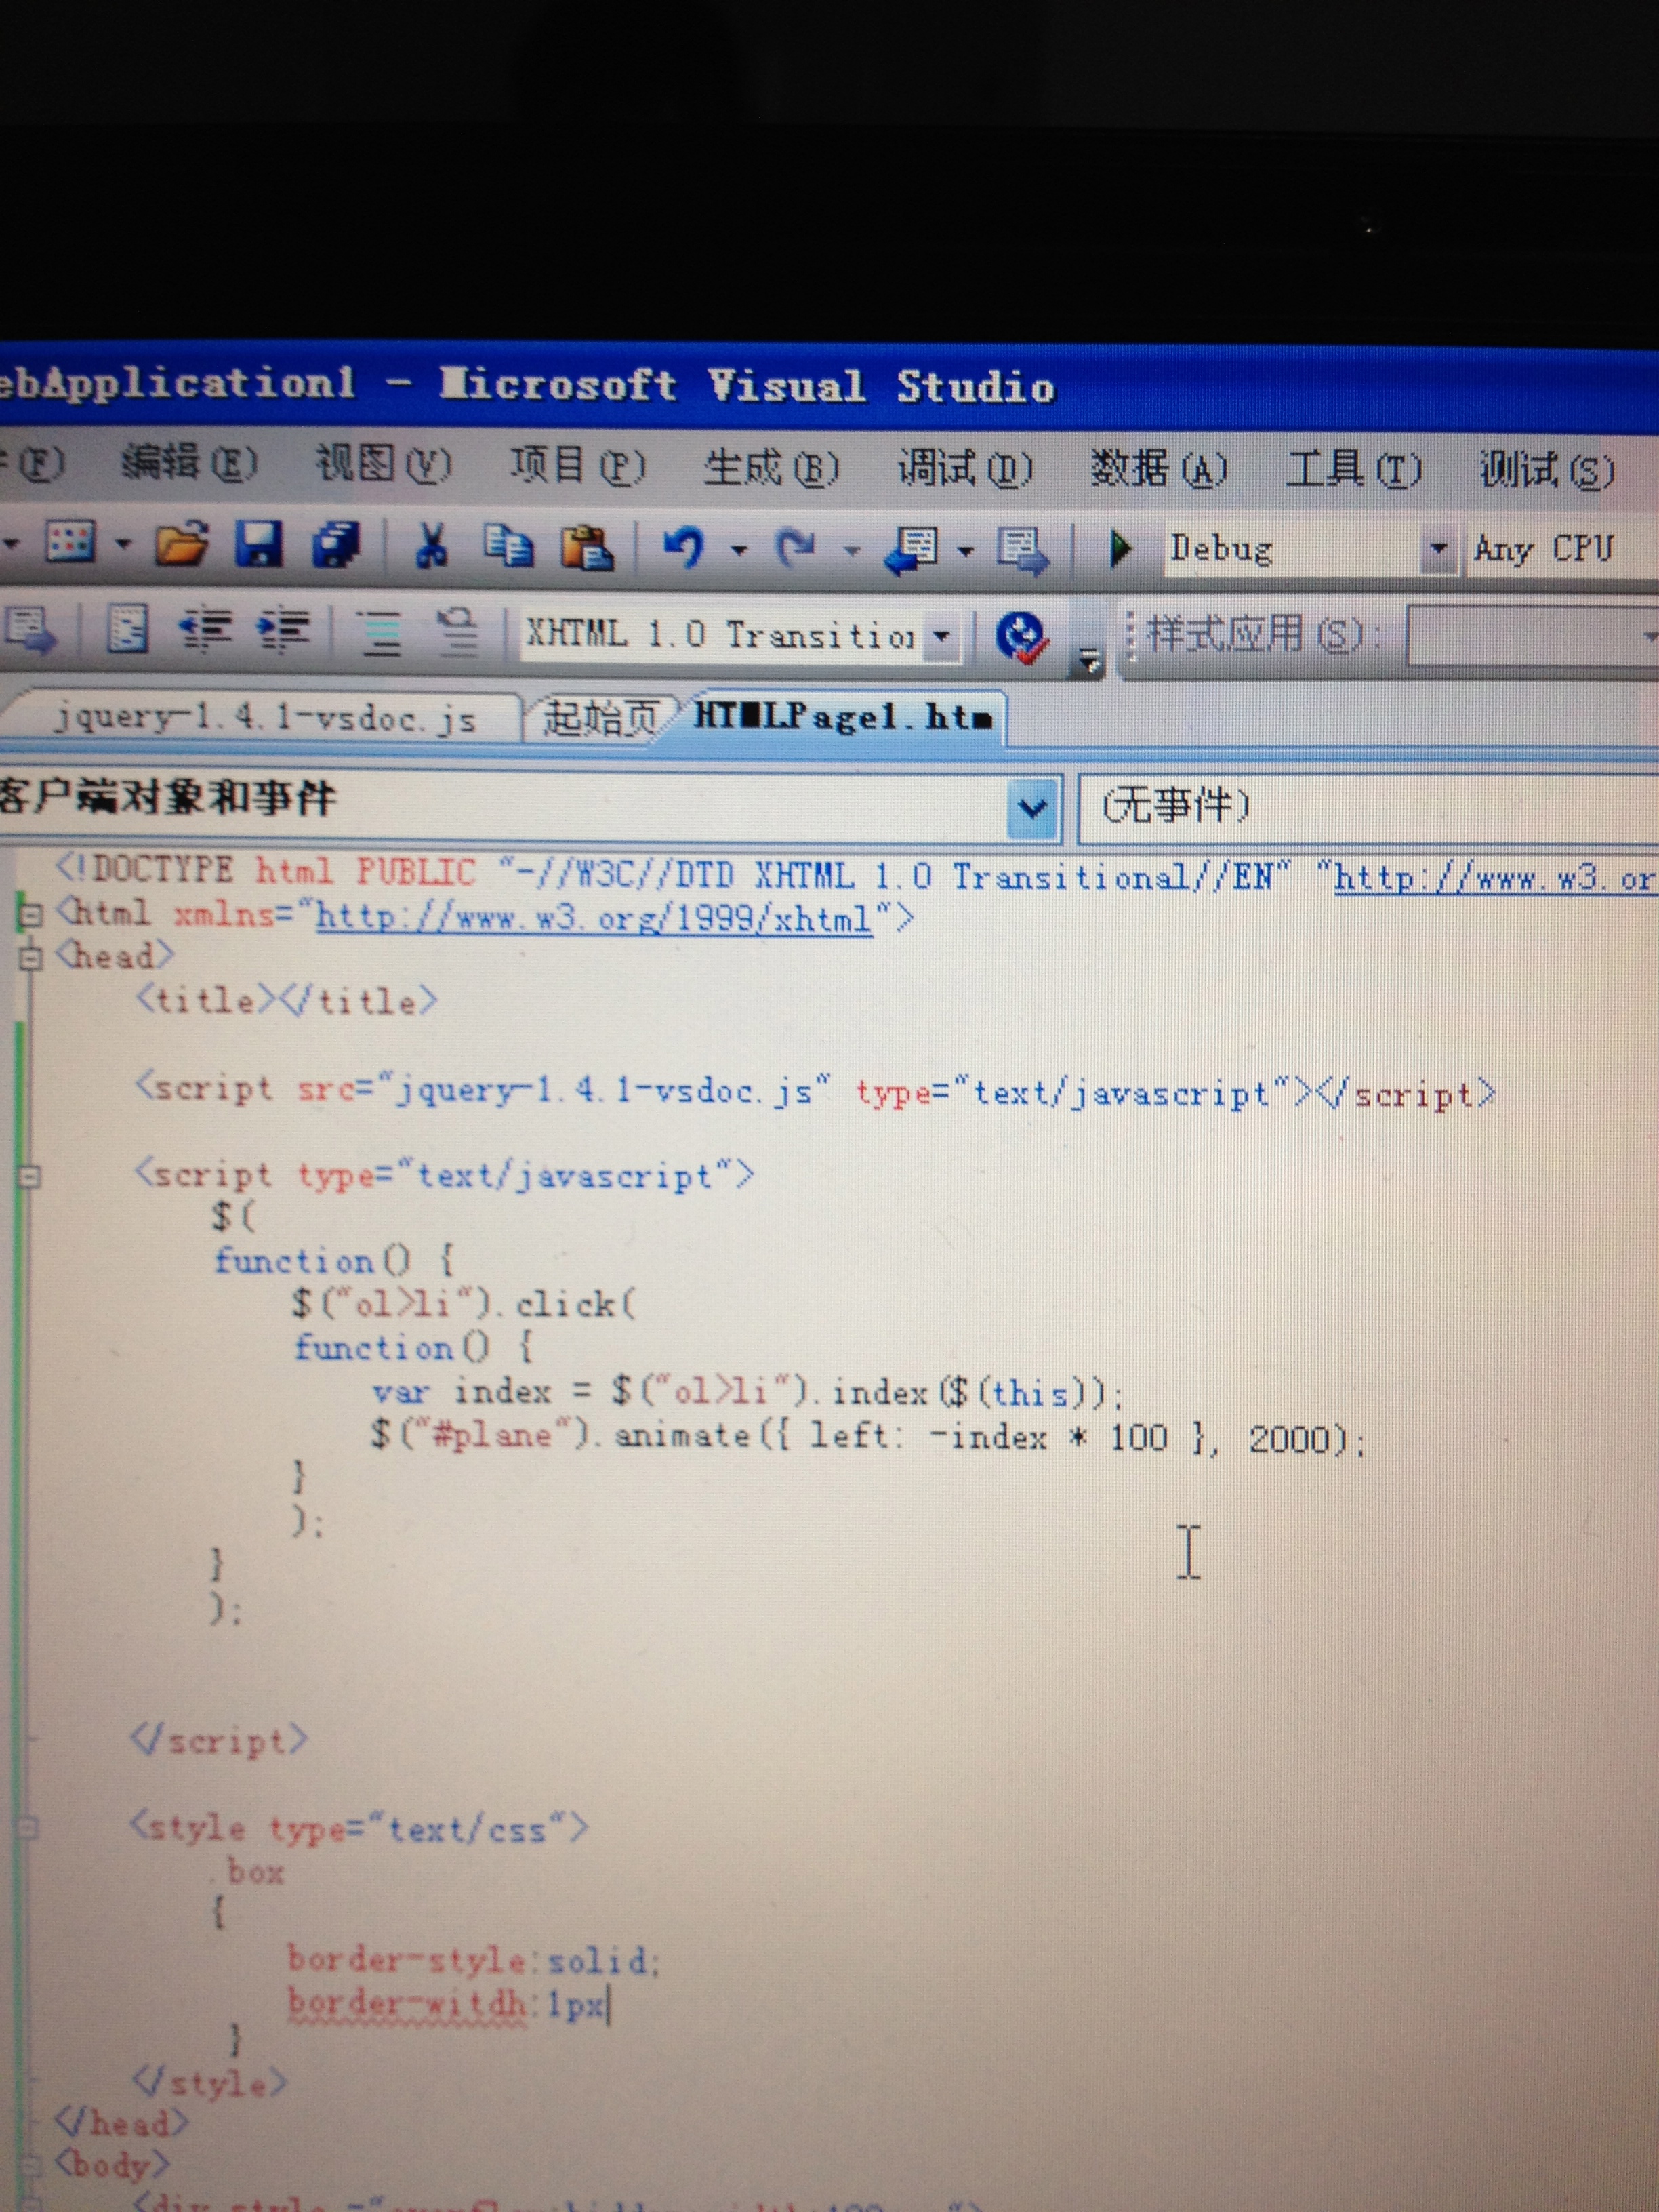 ebApplication1 - Microsoft Visual Studio
(F) 编辑(E) 视图(V) 项目(P) 生成(B) 调试(D) 数据(A) 工具(T) 测试(S)
Debug Any CPU
XHTML 1.0 Transitio 样式应用(S):
jquery-1.4.1-vsdoc.js 起始页 HTMLPage1.htm
客户端对象和事件 (无事件)
<!DOCTYPE html PUBLIC "-//W3C//DTD XHTML 1.0 Transitional//EN" "http://www.w3.or
<html xmlns="http://www.w3.org/1999/xhtml">
<head>
<title></title>
<script src="jquery-1.4.1-vsdoc.js" type="text/javascript"></script>
<script type="text/javascript">
$(
function() {
$("ol>li").click(
function() {
var index = $("ol>li").index($(this));
$("#plane").animate({ left: -index * 100 }, 2000);
}
);
}
);
</script>
<style type="text/css">
.box
{
border-style:solid;
border-witdh:1px
}
</style>
</head>
<body>
<div style="overflow:hidden;